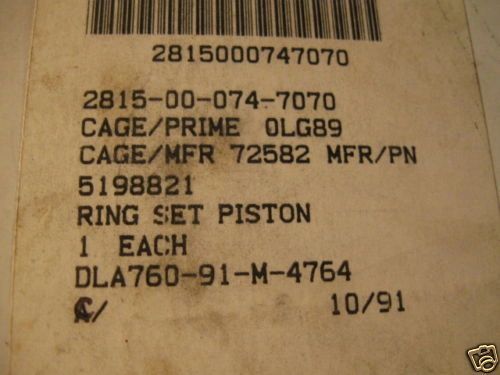 2815000747070
2815-00-074-7070
CAGE/PRIME 0LG89
CAGE/MFR 72582 MFR/PN
5198821
RING SET PISTON
1 EACH
DLA760-91-M-4764
A/ 10/91